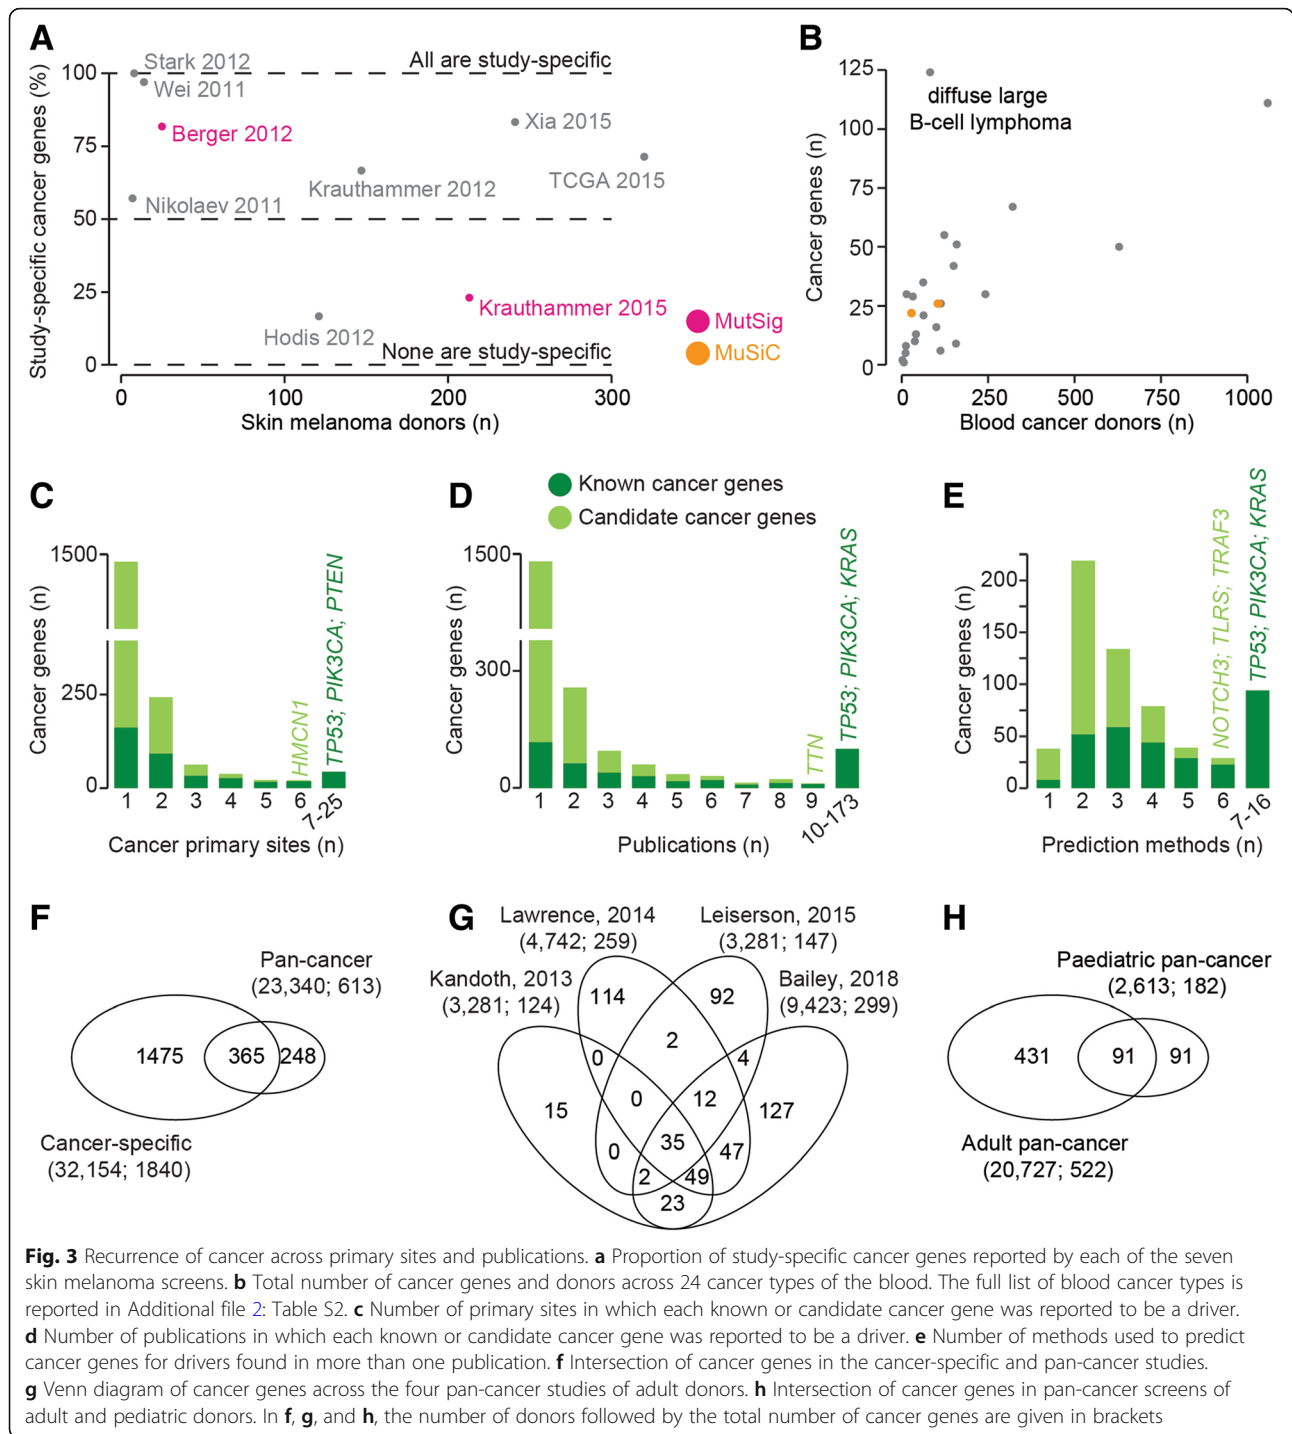 A
Study-specific cancer genes (%)
100
75
50
25
0
Stark 2012
Wei 2011
Berger 2012
Nikolaev 2011
Krauthammer 2012
Xia 2015
TCGA 2015
Krauthammer 2015
Hodis 2012
All are study-specific
None are study-specific
0 100 200 300
Skin melanoma donors (n)
MutSig
MuSiC
B
Cancer genes (n)
125
100
75
50
25
0
diffuse large
B-cell lymphoma
0 250 500 750 1000
Blood cancer donors (n)
Known cancer genes
Candidate cancer genes
C
Cancer genes (n)
1500
250
0
HMCN1
TP53; PIK3CA; PTEN
1 2 3 4 5 6 7-25
Cancer primary sites (n)
D
Cancer genes (n)
1500
300
0
TTN
TP53; PIK3CA; KRAS
1 2 3 4 5 6 7 8 9 10-173
Publications (n)
E
Cancer genes (n)
200
150
100
50
0
NOTCH3; TLRS; TRAF3
TP53; PIK3CA; KRAS
1 2 3 4 5 6 7-16
Prediction methods (n)
F
Pan-cancer
(23,340; 613)
1475 365 248
Cancer-specific
(32,154; 1840)
G
Lawrence, 2014
(4,742; 259)
Leiserson, 2015
(3,281; 147)
Kandoth, 2013
(3,281; 124)
Bailey, 2018
(9,423; 299)
114 92
2
0 4
0 12
15 127
35
0 47
2 49
23
H
Paediatric pan-cancer
(2,613; 182)
431 91 91
Adult pan-cancer
(20,727; 522)
Fig. 3 Recurrence of cancer across primary sites and publications. a Proportion of study-specific cancer genes reported by each of the seven
skin melanoma screens. b Total number of cancer genes and donors across 24 cancer types of the blood. The full list of blood cancer types is
reported in Additional file 2: Table S2. c Number of primary sites in which each known or candidate cancer gene was reported to be a driver.
d Number of publications in which each known or candidate cancer gene was reported to be a driver. e Number of methods used to predict
cancer genes for drivers found in more than one publication. f Intersection of cancer genes in the cancer-specific and pan-cancer studies.
g Venn diagram of cancer genes across the four pan-cancer studies of adult donors. h Intersection of cancer genes in pan-cancer screens of
adult and pediatric donors. In f, g, and h, the number of donors followed by the total number of cancer genes are given in brackets